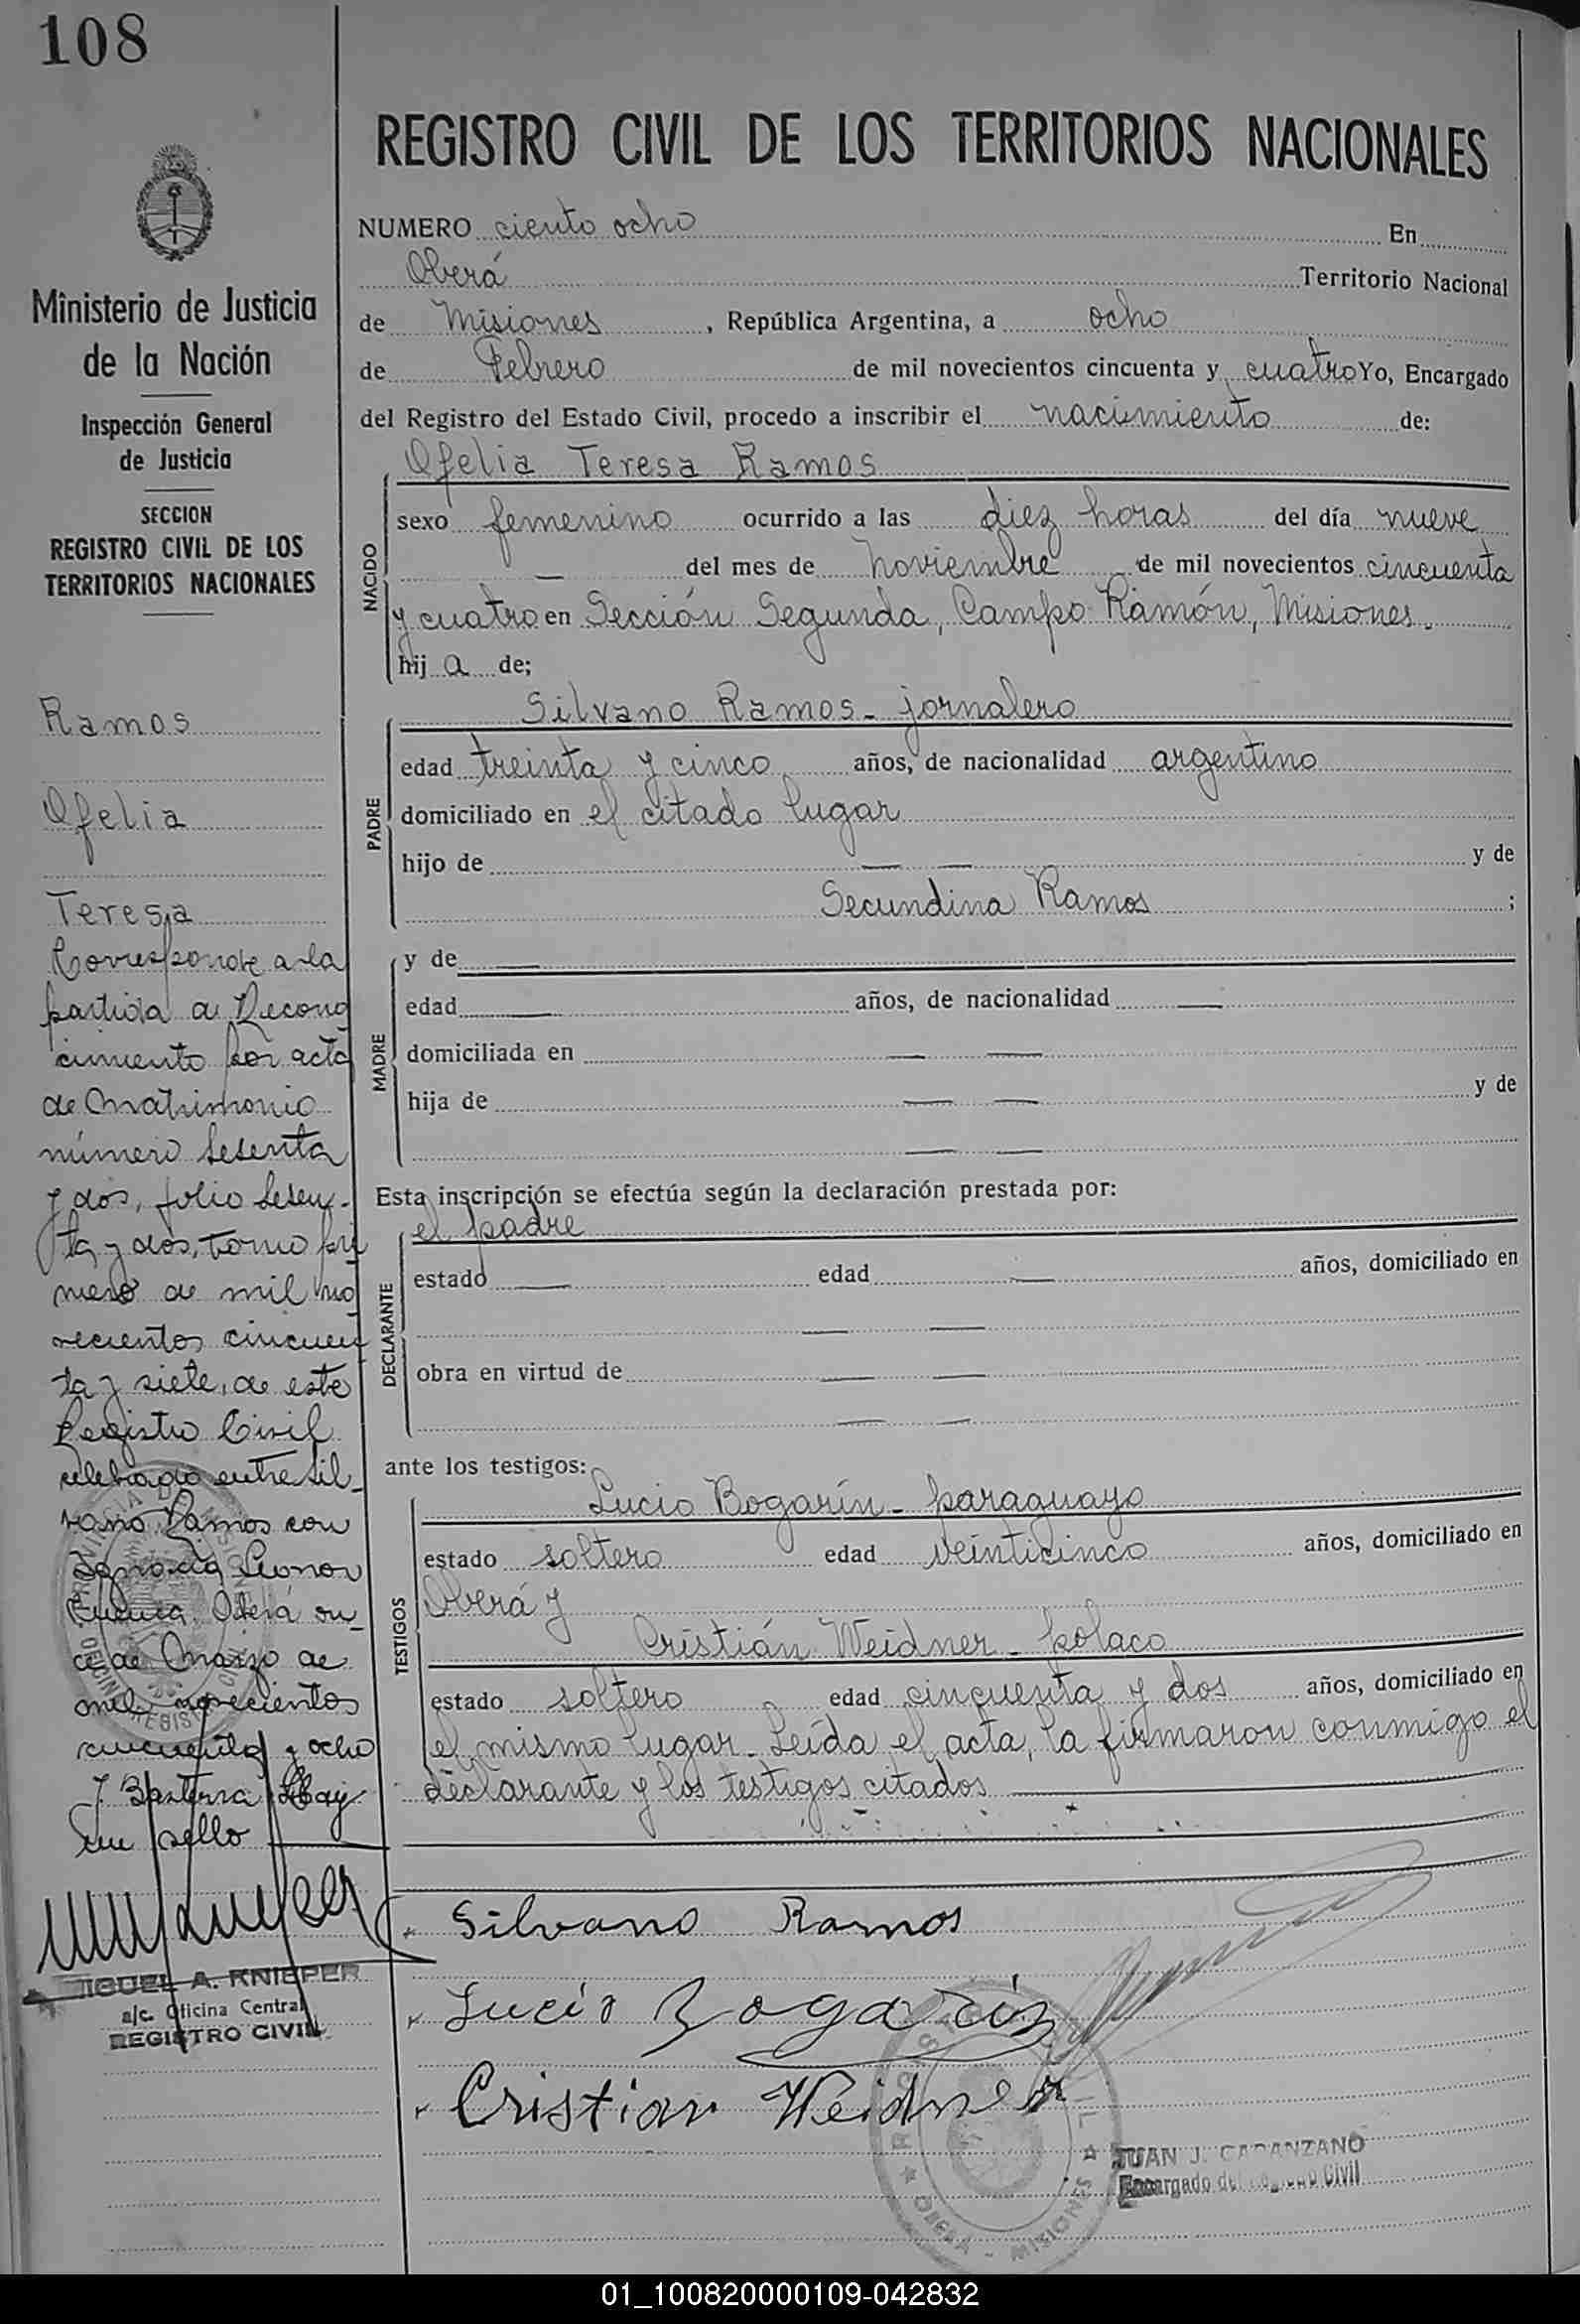 108
REGISTRO CIVIL DE LOS TERRITORIOS NACIONALES
Ministerio de Justicia
de la Nación
Inspección General
de Justicia
SECCION
REGISTRO CIVIL DE LOS
TERRITORIOS NACIONALES
Ramos
Ofelia
Teresa
Corresponde a la
partida a Recono
cimiento por acta
de Matrimonio
número sesenta
y dos, folio sesen-
ta y dos, tomo pri
mero de mil no
vecientos cincuen
ta y siete, de este
Registro Civil
celebrado entre Sil-
vano Ramos con
Leonor
Oberá on-
ce de Marzo de
mil novecientos
cincuenta y ocho
sello
MIGUEL A. KNIEPER
a/c. Oficina Central
REGISTRO CIVIL
NUMERO ciento ocho En
Oberá Territorio Nacional
de Misiones, República Argentina, a ocho
de Febrero de mil novecientos cincuenta y cuatro Yo, Encargado
del Registro del Estado Civil, procedo a inscribir el nacimiento de:
Ofelia Teresa Ramos
NACIDO
sexo femenino ocurrido a las diez horas del día nueve
— del mes de noviembre de mil novecientos cincuenta
y cuatro en Sección Segunda, Campo Ramón, Misiones.
hij a de;
Silvano Ramos - jornalero
PADRE
edad treinta y cinco años, de nacionalidad argentino
domiciliado en el citado lugar
hijo de — — y de
Secundina Ramos ;
MADRE
y de —
edad — años, de nacionalidad —
domiciliada en — —
hija de — — y de
— —
Esta inscripción se efectúa según la declaración prestada por:
el padre
DECLARANTE
estado — edad — años, domiciliado en
— —
obra en virtud de — —
— —
ante los testigos:
Lucio Bogarín - paraguayo
TESTIGOS
estado soltero edad veinticinco años, domiciliado en
Oberá y
Cristián Weidner - polaco
estado soltero edad cincuenta y dos años, domiciliado en
el mismo lugar. Leída el acta, la firmaron conmigo el
declarante y los testigos citados
Silvano Ramos
Lucio Bogarin
Cristian Weidner
OBERA - MISIONES
JUAN J. CAPANZANO
Encargado del Registro Civil
01_100820000109-042832